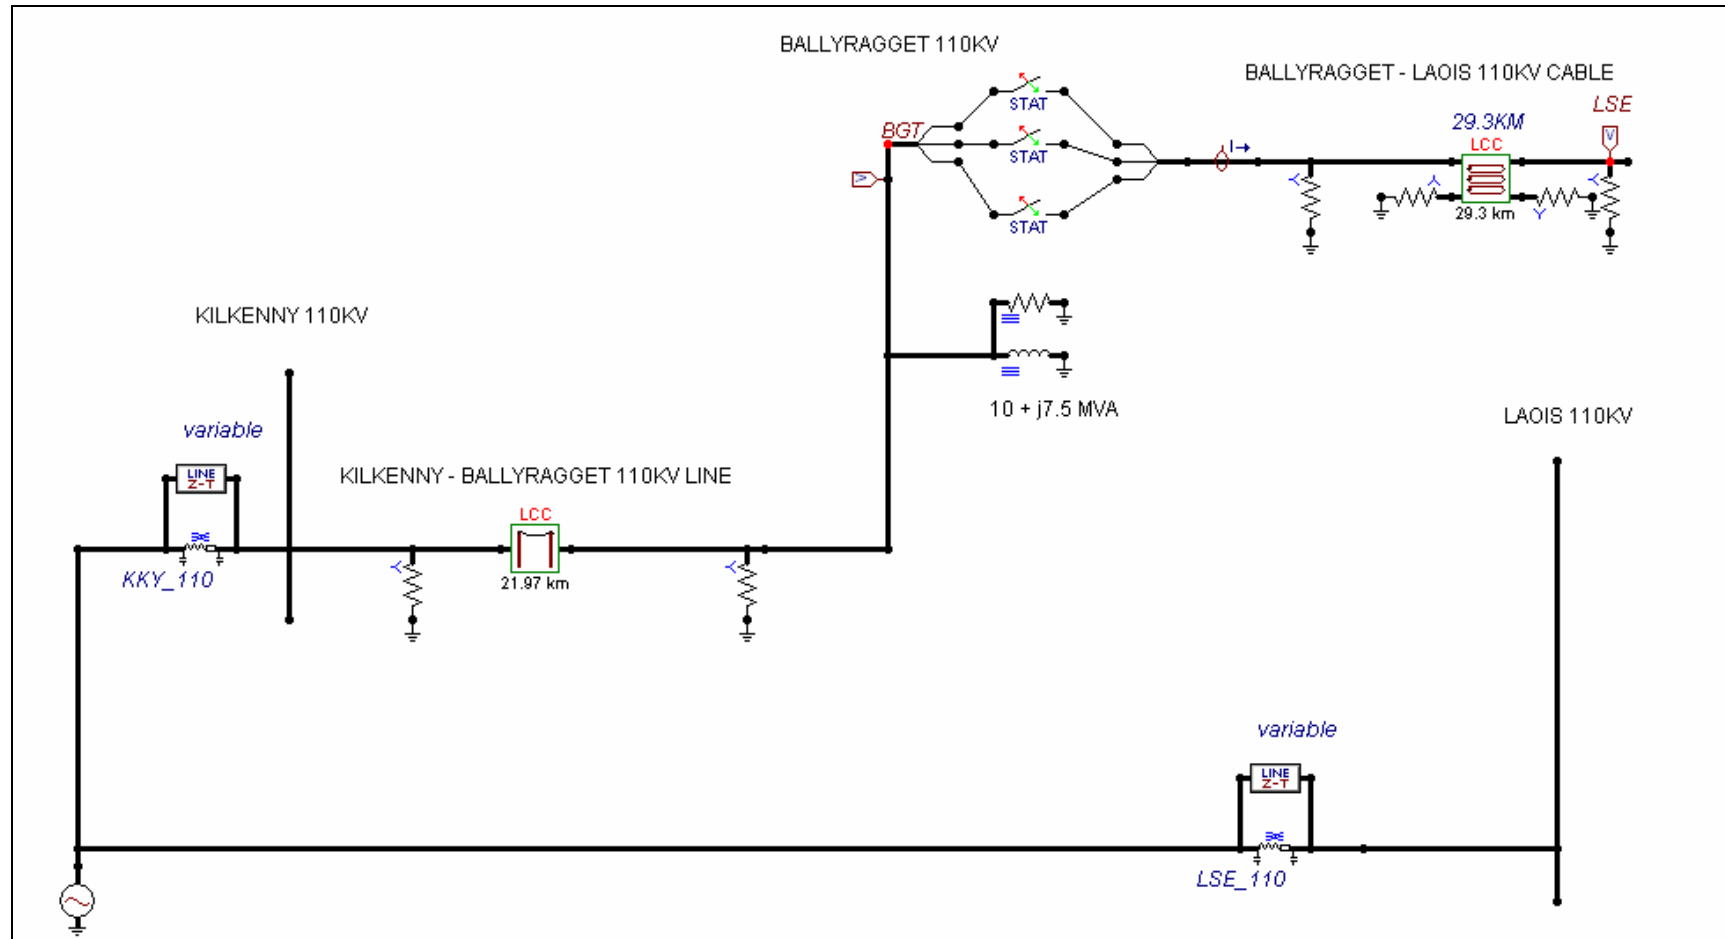 BALLYRAGGET 110KV
BALLYRAGGET - LAOIS 110KV CABLE
STAT
LSE
V
29.3KM
BGT
LCC
STAT
I
V
29.3 km
STAT
KILKENNY 110KV
10 + j7.5 MVA
LAOIS 110KV
variable
KILKENNY - BALLYRAGGET 110KV LINE
LINE
Z-T
LCC
KKY_110
21.97 km
variable
LINE
Z-T
LSE_110